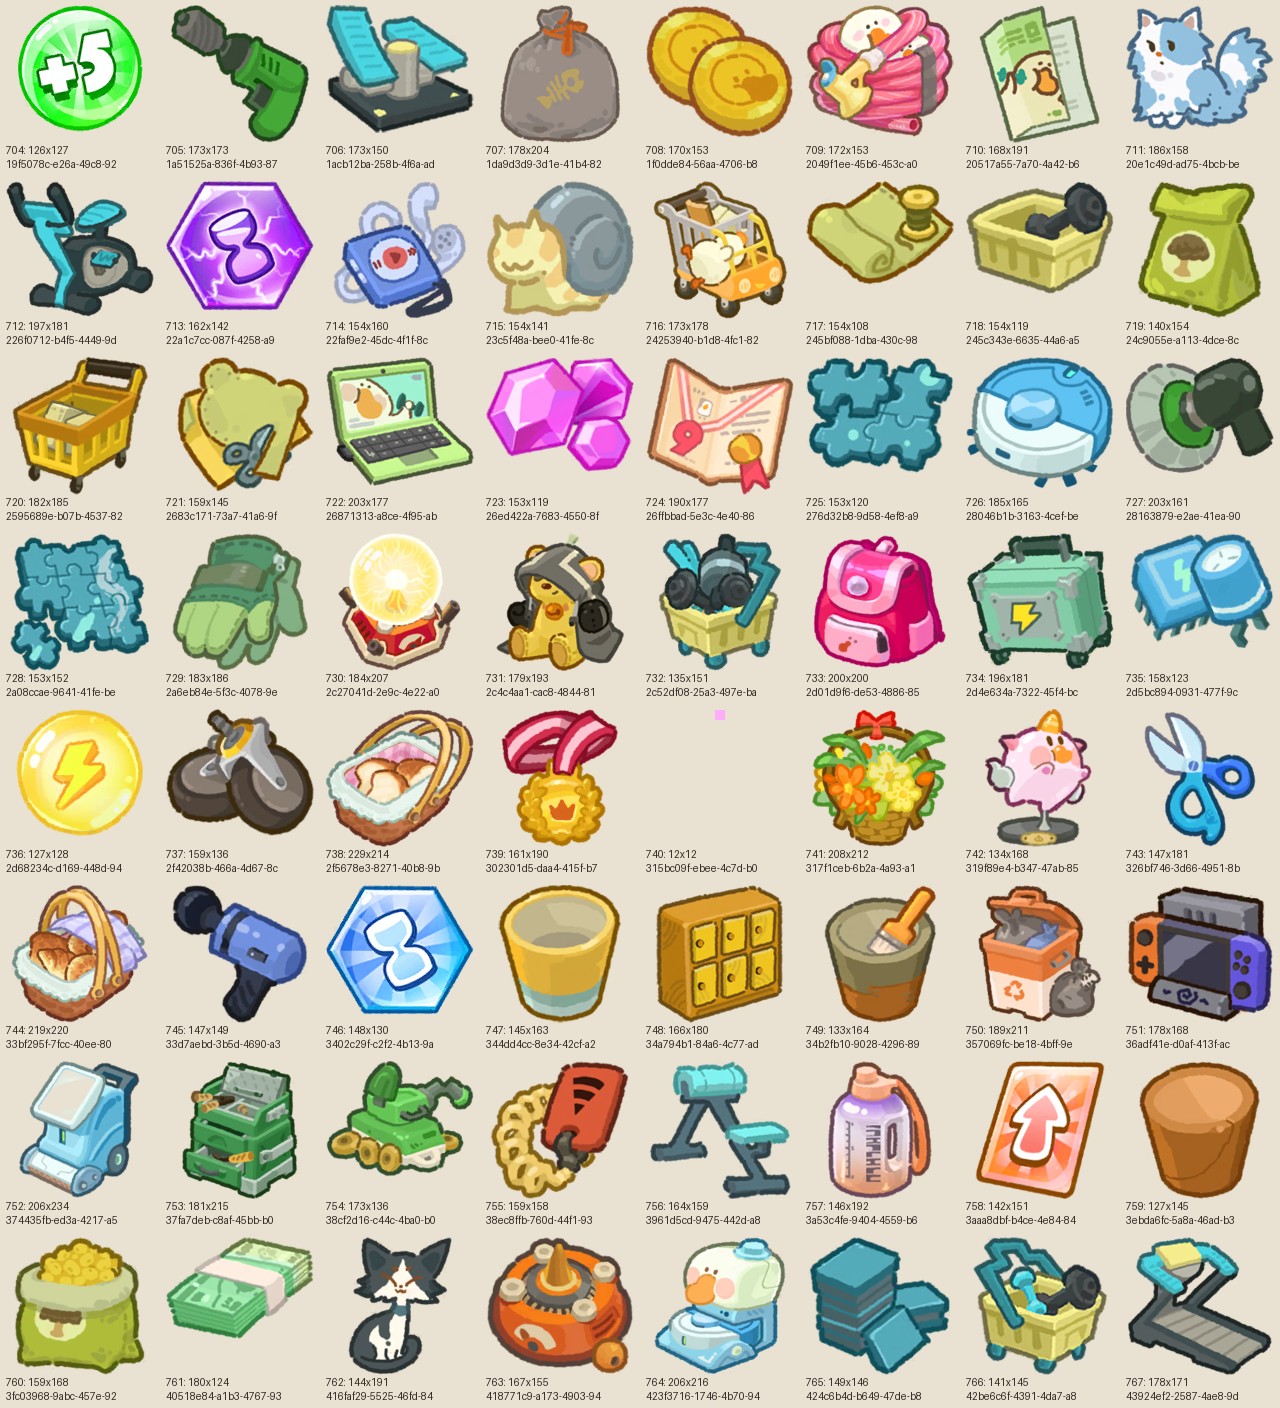 +5
704: 126x127
19f5078c-e26a-49c8-92
705: 173x173
1a51525a-836f-4b93-87
706: 173x150
1acb12ba-258b-4f6a-ad
707: 178x204
1da9d3d9-3d1e-41b4-82
708: 170x153
1f0dde84-56aa-4706-b8
709: 172x153
2049f1ee-45b6-453c-a0
710: 168x191
20517a55-7a70-4a42-b6
711: 186x158
20e1c49d-ad75-4bcb-be
712: 197x181
226f0712-b4f5-4449-9d
713: 162x142
22a1c7cc-087f-4258-a9
714: 154x160
22faf9e2-45dc-4f1f-8c
715: 154x141
23c5f48a-bee0-41fe-8c
716: 173x178
24253940-b1d8-4fc1-82
717: 154x108
245bf088-1dba-430c-98
718: 154x119
245c343e-6635-44a6-a5
719: 140x154
24c9055e-a113-4dce-8c
720: 182x185
2595689e-b07b-4537-82
721: 159x145
2683c171-73a7-41a6-9f
722: 203x177
26871313-a8ce-4f95-ab
723: 153x119
26ed422a-7683-4550-8f
724: 190x177
26ffbbad-5e3c-4e40-86
725: 153x120
276d32b8-9d58-4ef8-a9
726: 185x165
28046b1b-3163-4cef-be
727: 203x161
28163879-e2ae-41ea-90
728: 153x152
2a08ccae-9641-41fe-be
729: 183x186
2a6eb84e-5f3c-4078-9e
730: 184x207
2c27041d-2e9c-4e22-a0
731: 179x193
2c4c4aa1-cac8-4844-81
732: 135x151
2c52df08-25a3-497e-ba
733: 200x200
2d01d9f6-de53-4886-85
734: 196x181
2d4e634a-7322-45f4-bc
735: 158x123
2d5bc894-0931-477f-9c
736: 127x128
2d68234c-d169-448d-94
737: 159x136
2f42038b-466a-4d67-8c
738: 229x214
2f5678e3-8271-40b8-9b
739: 161x190
302301d5-daa4-415f-b7
740: 12x12
315bc09f-ebee-4c7d-b0
741: 208x212
317f1ceb-6b2a-4a93-a1
742: 134x168
319f89e4-b347-47ab-85
743: 147x181
326bf746-3d66-4951-8b
744: 219x220
33bf295f-7fcc-40ee-80
745: 147x149
33d7aebd-3b5d-4690-a3
746: 148x130
3402c29f-c2f2-4b13-9a
747: 145x163
344dd4cc-8e34-42cf-a2
748: 166x180
34a794b1-84a6-4c77-ad
749: 133x164
34b2fb10-9028-4296-89
750: 189x211
357069fc-be18-4bff-9e
751: 178x168
36adf41e-d0af-413f-ac
752: 206x234
374435fb-ed3a-4217-a5
753: 181x215
37fa7deb-c8af-45bb-b0
754: 173x136
38cf2d16-c44c-4ba0-b0
755: 159x158
38ec8ffb-760d-44f1-93
756: 164x159
3961d5cd-9475-442d-a8
757: 146x192
3a53c4fe-9404-4559-b6
758: 142x151
3aaa8dbf-b4ce-4e84-84
759: 127x145
3ebda6fc-5a8a-46ad-b3
760: 159x168
3fc03968-9abc-457e-92
761: 180x124
40518e84-a1b3-4767-93
762: 144x191
416faf29-5525-46fd-84
763: 167x155
418771c9-a173-4903-94
764: 206x216
423f3716-1746-4b70-94
765: 149x146
424c6b4d-b649-47de-b8
766: 141x145
42be6c6f-4391-4da7-a8
767: 178x171
43924ef2-2587-4ae8-9d